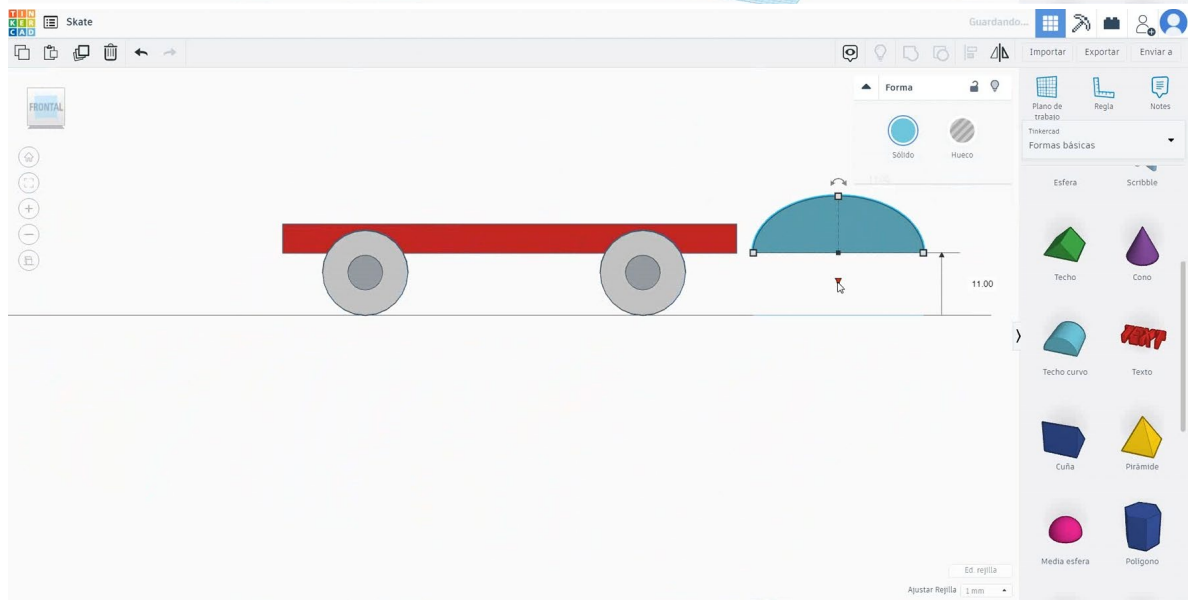 TIN
KER
CAD
Skate
Guardando...
Importar
Exportar
Enviar a
FRONTAL
Forma
Sólido
Hueco
Plano de
trabajo
Regla
Notes
Tinkercad
Formas básicas
Esfera
Scribble
Techo
Cono
11.00
TEXT
Techo curvo
Texto
Cuña
Pirámide
Media esfera
Polígono
Ed. rejilla
Ajustar Rejilla
1 mm